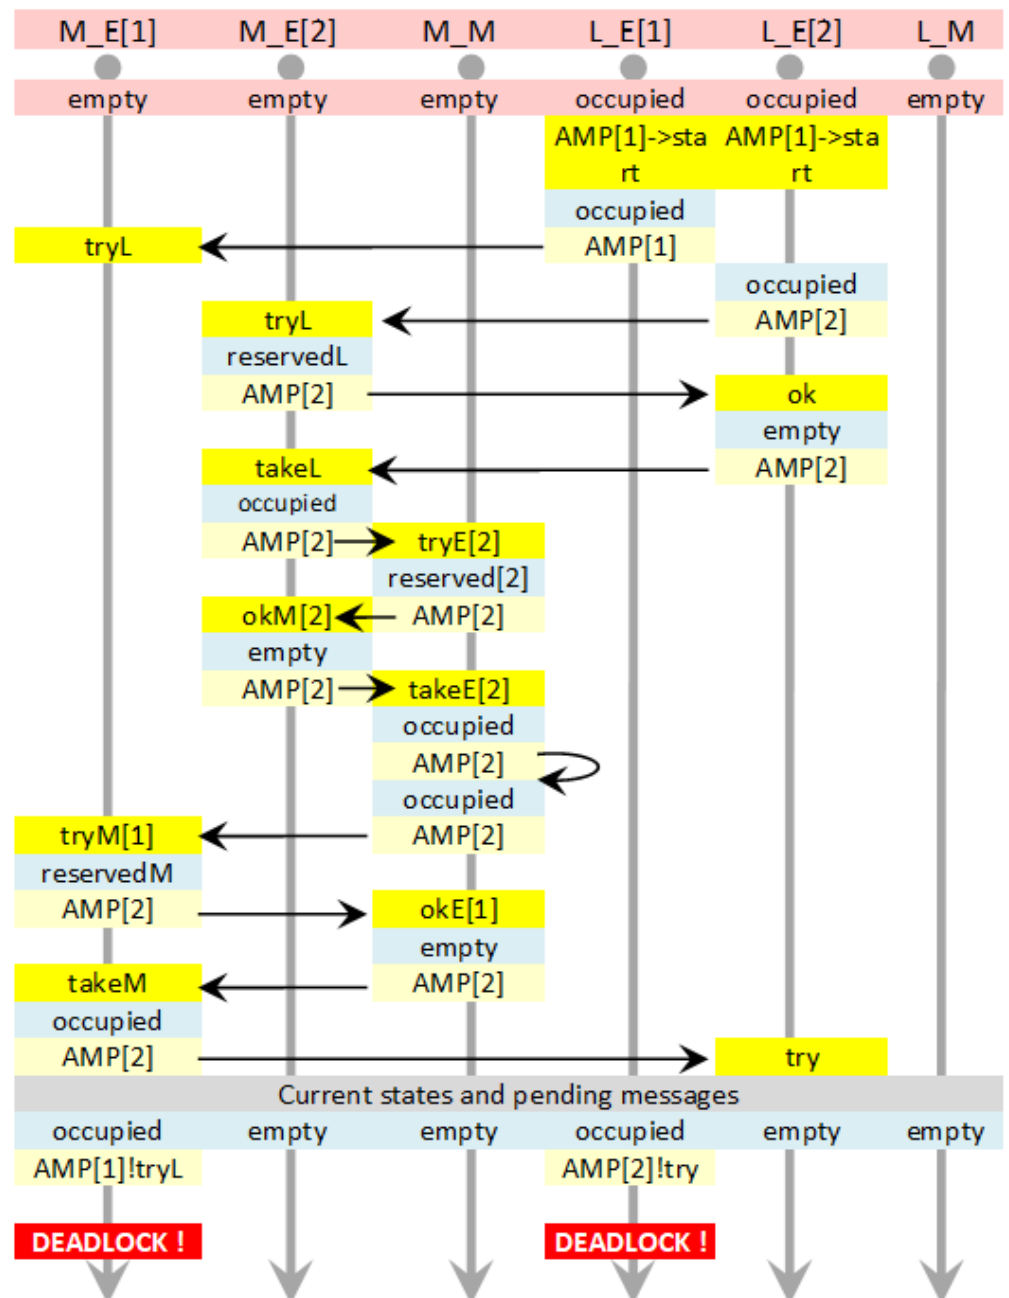 M_E[1] M_E[2] M_M L_E[1] L_E[2] L_M
empty empty empty occupied occupied empty
AMP[1]->sta AMP[1]->sta
rt rt
occupied
tryL AMP[1]
occupied
tryL AMP[2]
reservedL
AMP[2] ok
empty
takeL AMP[2]
occupied
AMP[2] tryE[2]
reserved[2]
okM[2] AMP[2]
empty
AMP[2] takeE[2]
occupied
AMP[2]
occupied
tryM[1] AMP[2]
reservedM
AMP[2] okE[1]
empty
takeM AMP[2]
occupied
AMP[2] try
Current states and pending messages
occupied empty empty occupied empty empty
AMP[1]!tryL AMP[2]!try
DEADLOCK ! DEADLOCK !